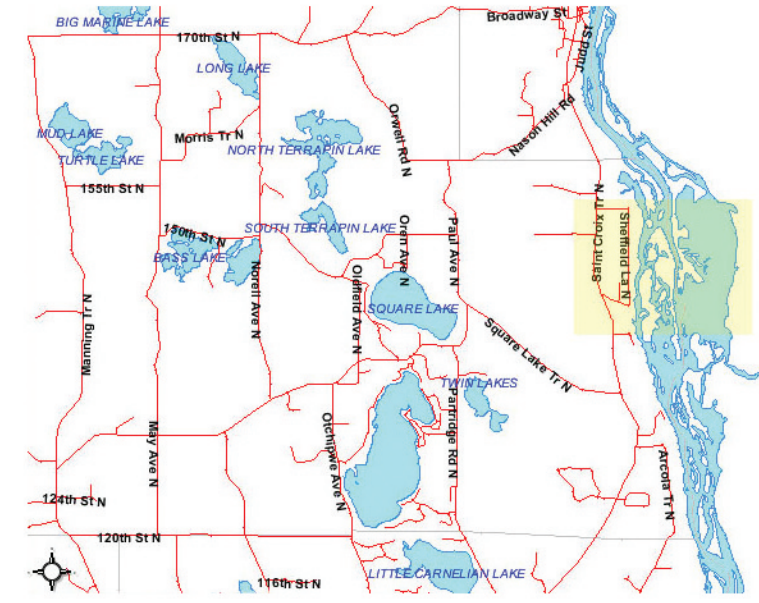 Broadway St
BIG MARINE LAKE
170th St N
Judd St
LONG LAKE
Orwell Rd N
Nason Hill Rd
MUD LAKE
Morris Tr N
NORTH TERRAPIN LAKE
TURTLE LAKE
155th St N
Saint Croix Tr N
Sheffield La N
150th St N
SOUTH TERRAPIN LAKE
Oren Ave N
Paul Ave N
BASS LAKE
Norell Ave N
Oldfield Ave N
SQUARE LAKE
Manning Tr N
Square Lake Tr N
TWIN LAKES
Partridge Rd N
May Ave N
Otchipwe Ave N
Arcola Tr N
124th St N
120th St N
116th St N
LITTLE CARNELIAN LAKE